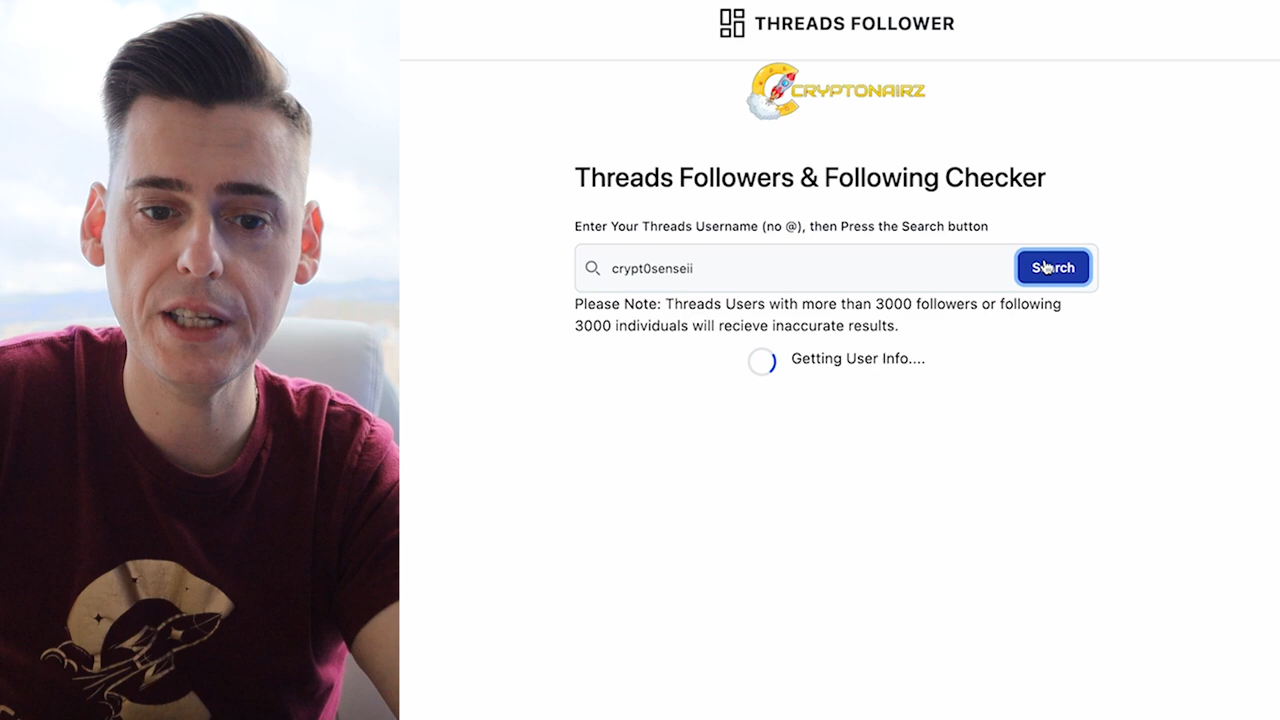 THREADS FOLLOWER
CRYPTONAIRZ
Threads Followers & Following Checker
Enter Your Threads Username (no @), then Press the Search button
crypt0senseii
Search
Please Note: Threads Users with more than 3000 followers or following
3000 individuals will recieve inaccurate results.
Getting User Info....